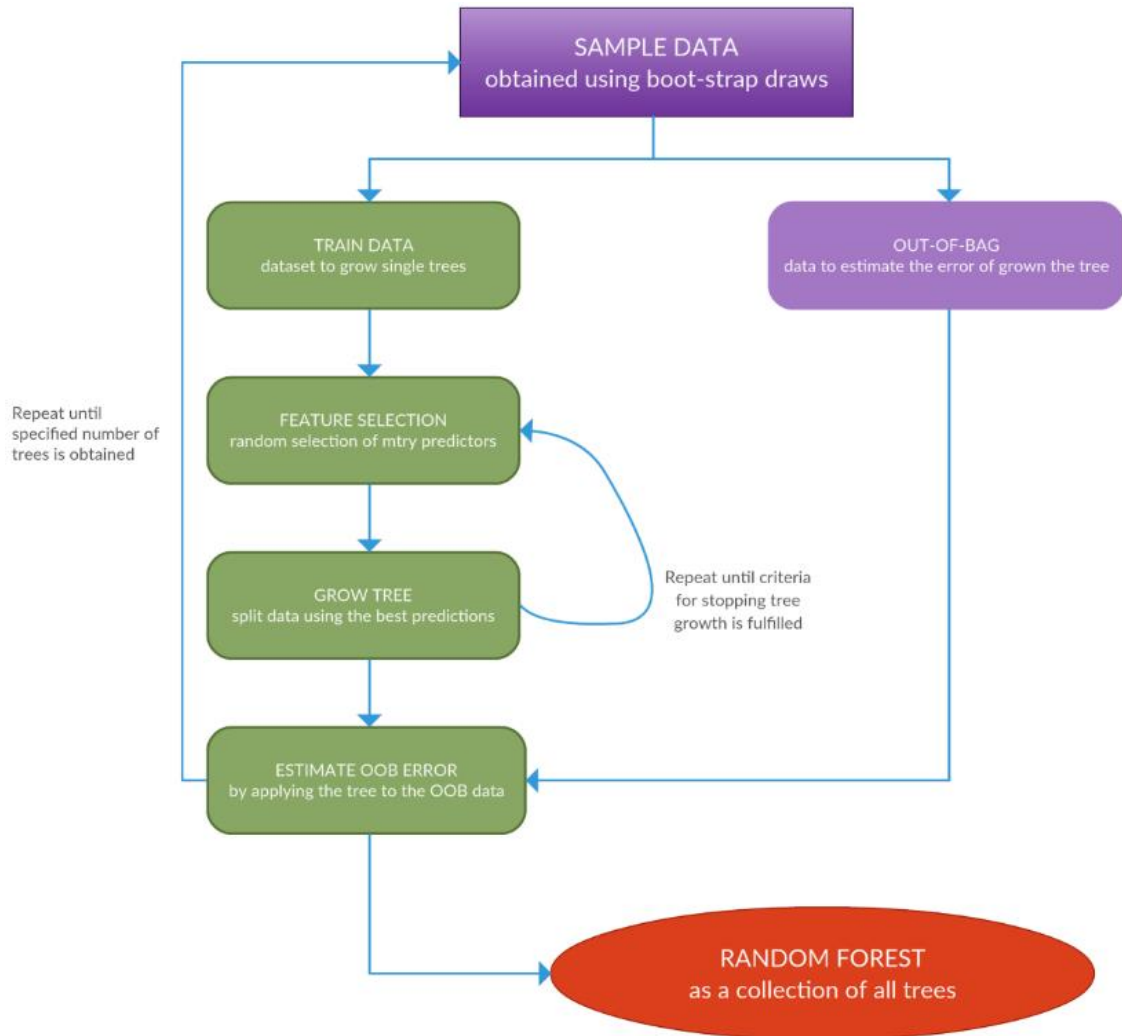 SAMPLE DATA
obtained using boot-strap draws
TRAIN DATA
dataset to grow single trees
OUT-OF-BAG
data to estimate the error of grown the tree
FEATURE SELECTION
random selection of mtry predictors
Repeat until
specified number of
trees is obtained
GROW TREE
split data using the best predictions
Repeat until criteria
for stopping tree
growth is fulfilled
ESTIMATE OOB ERROR
by applying the tree to the OOB data
RANDOM FOREST
as a collection of all trees